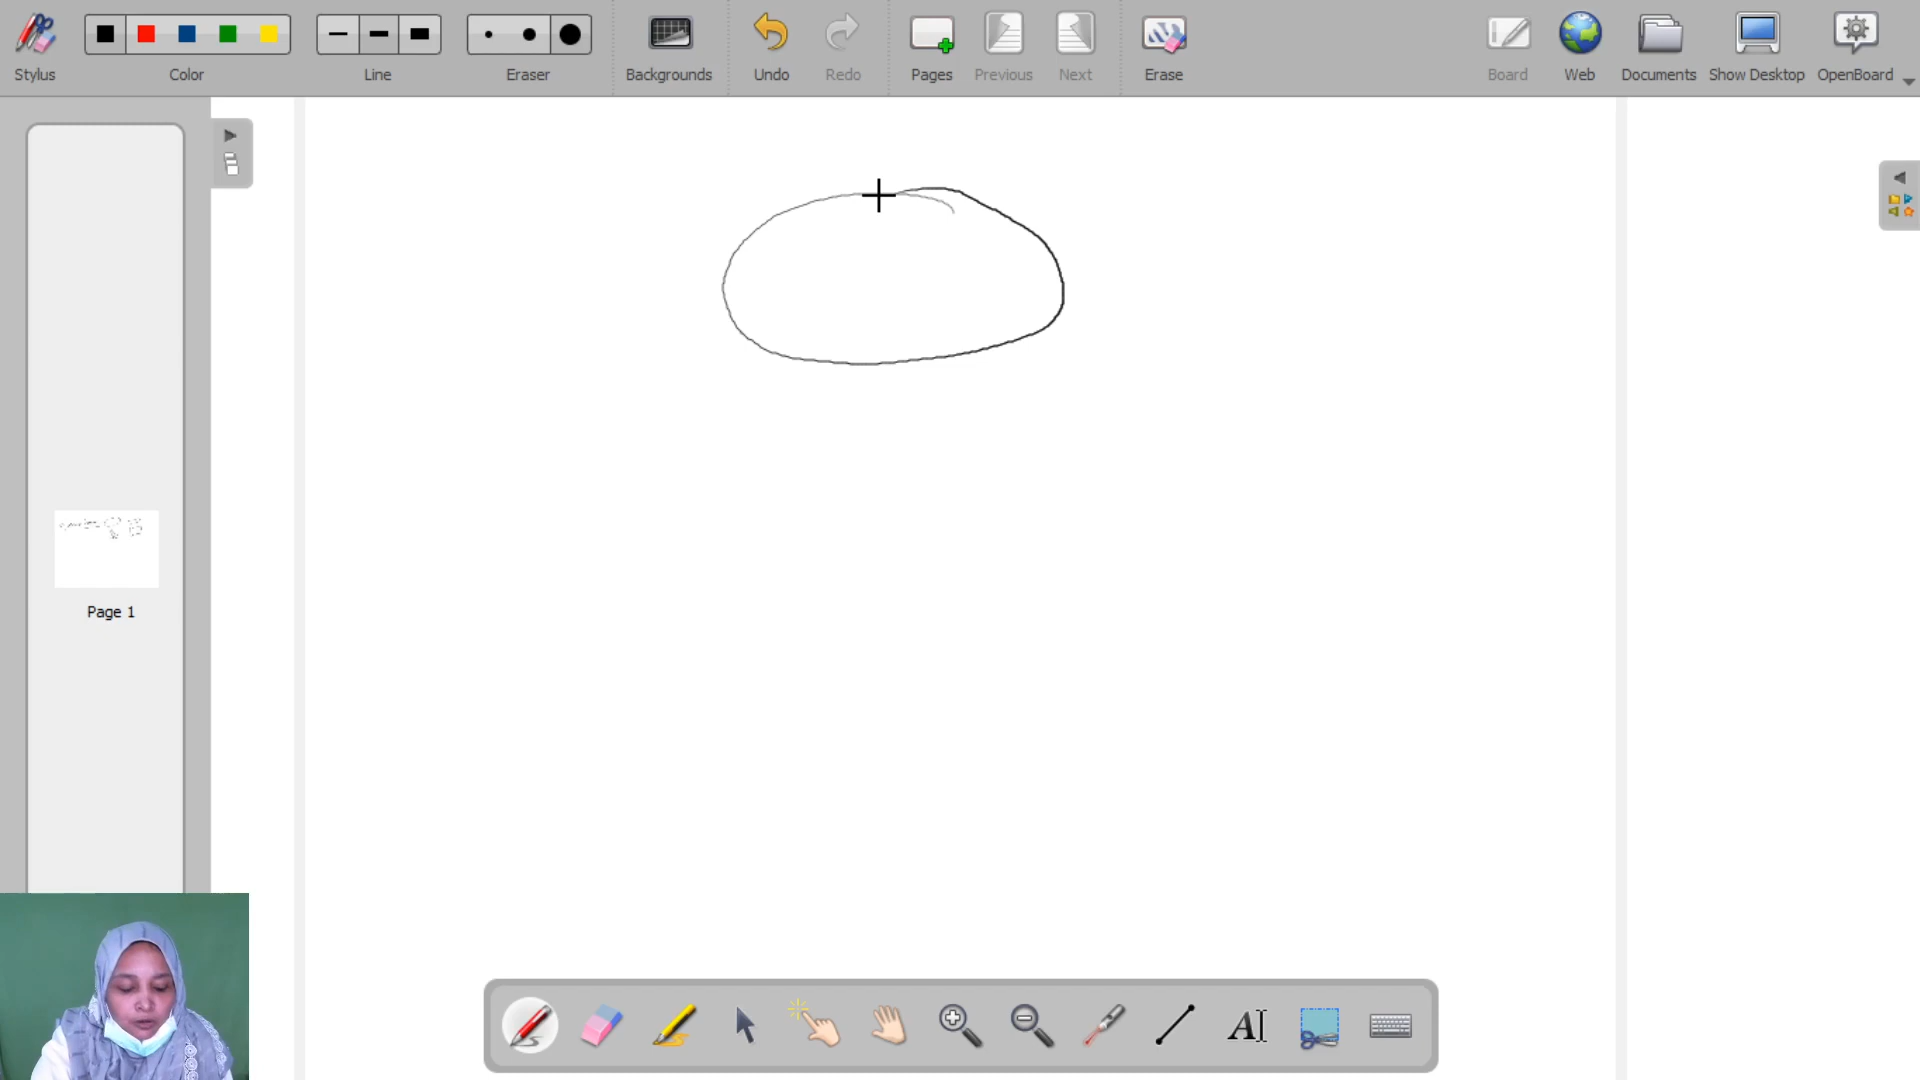 Stylus
Color
Line
Eraser
Backgrounds
Undo
Redo
Pages
Previous
Next
Erase
Board
Web
Documents
Show Desktop
OpenBoard
Page 1
AI